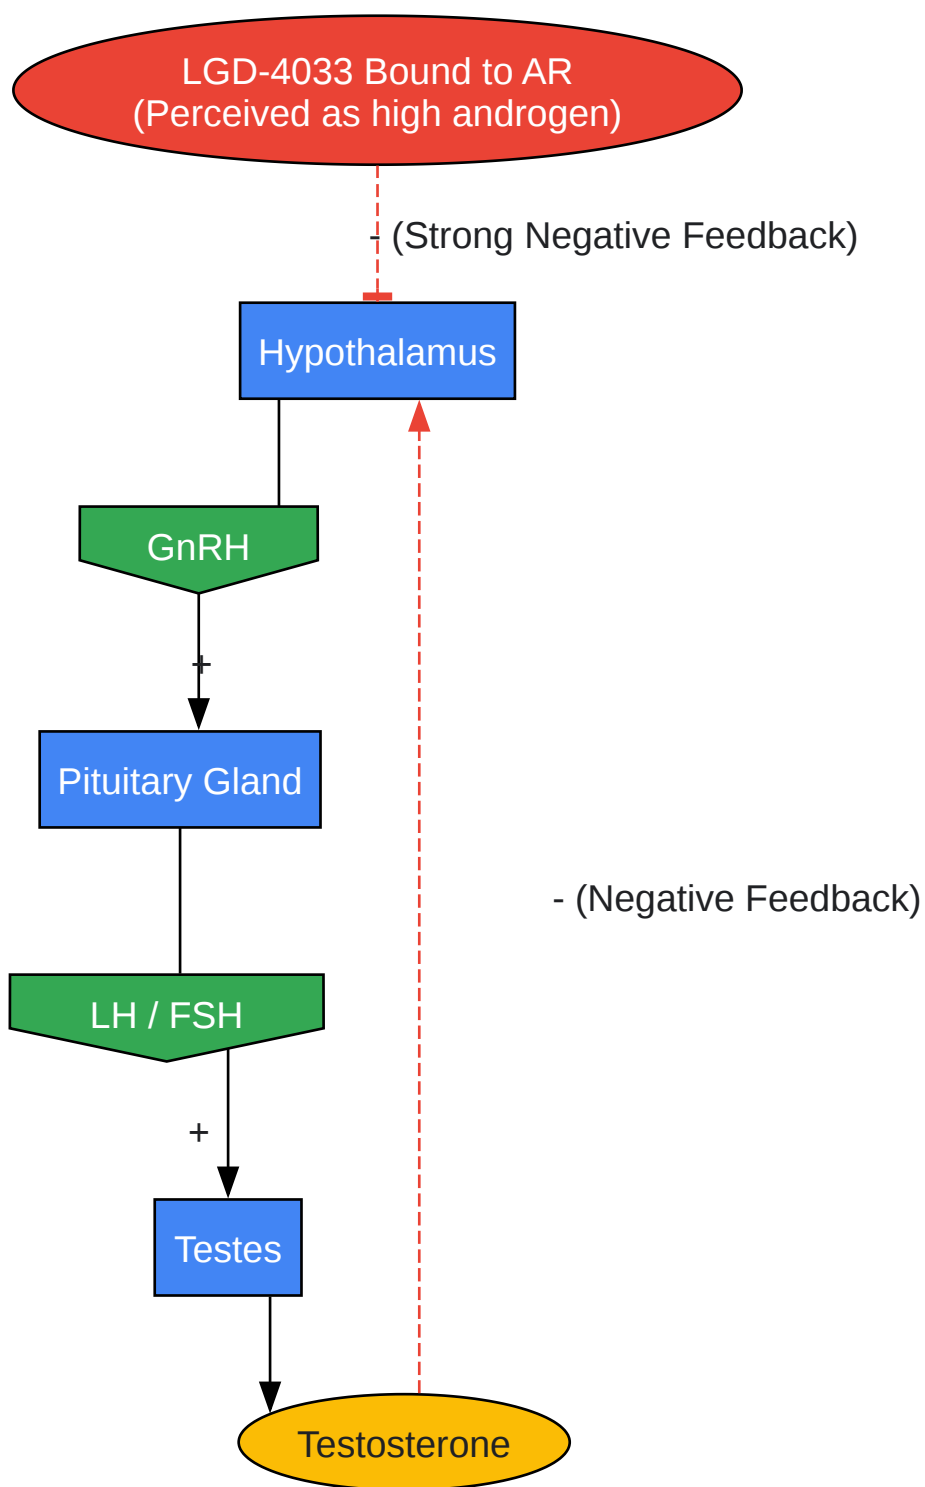 LGD-4033 Bound to AR
(Perceived as high androgen)
- (Strong Negative Feedback)
Hypothalamus
GnRH
+
Pituitary Gland
- (Negative Feedback)
LH / FSH
+
Testes
Testosterone